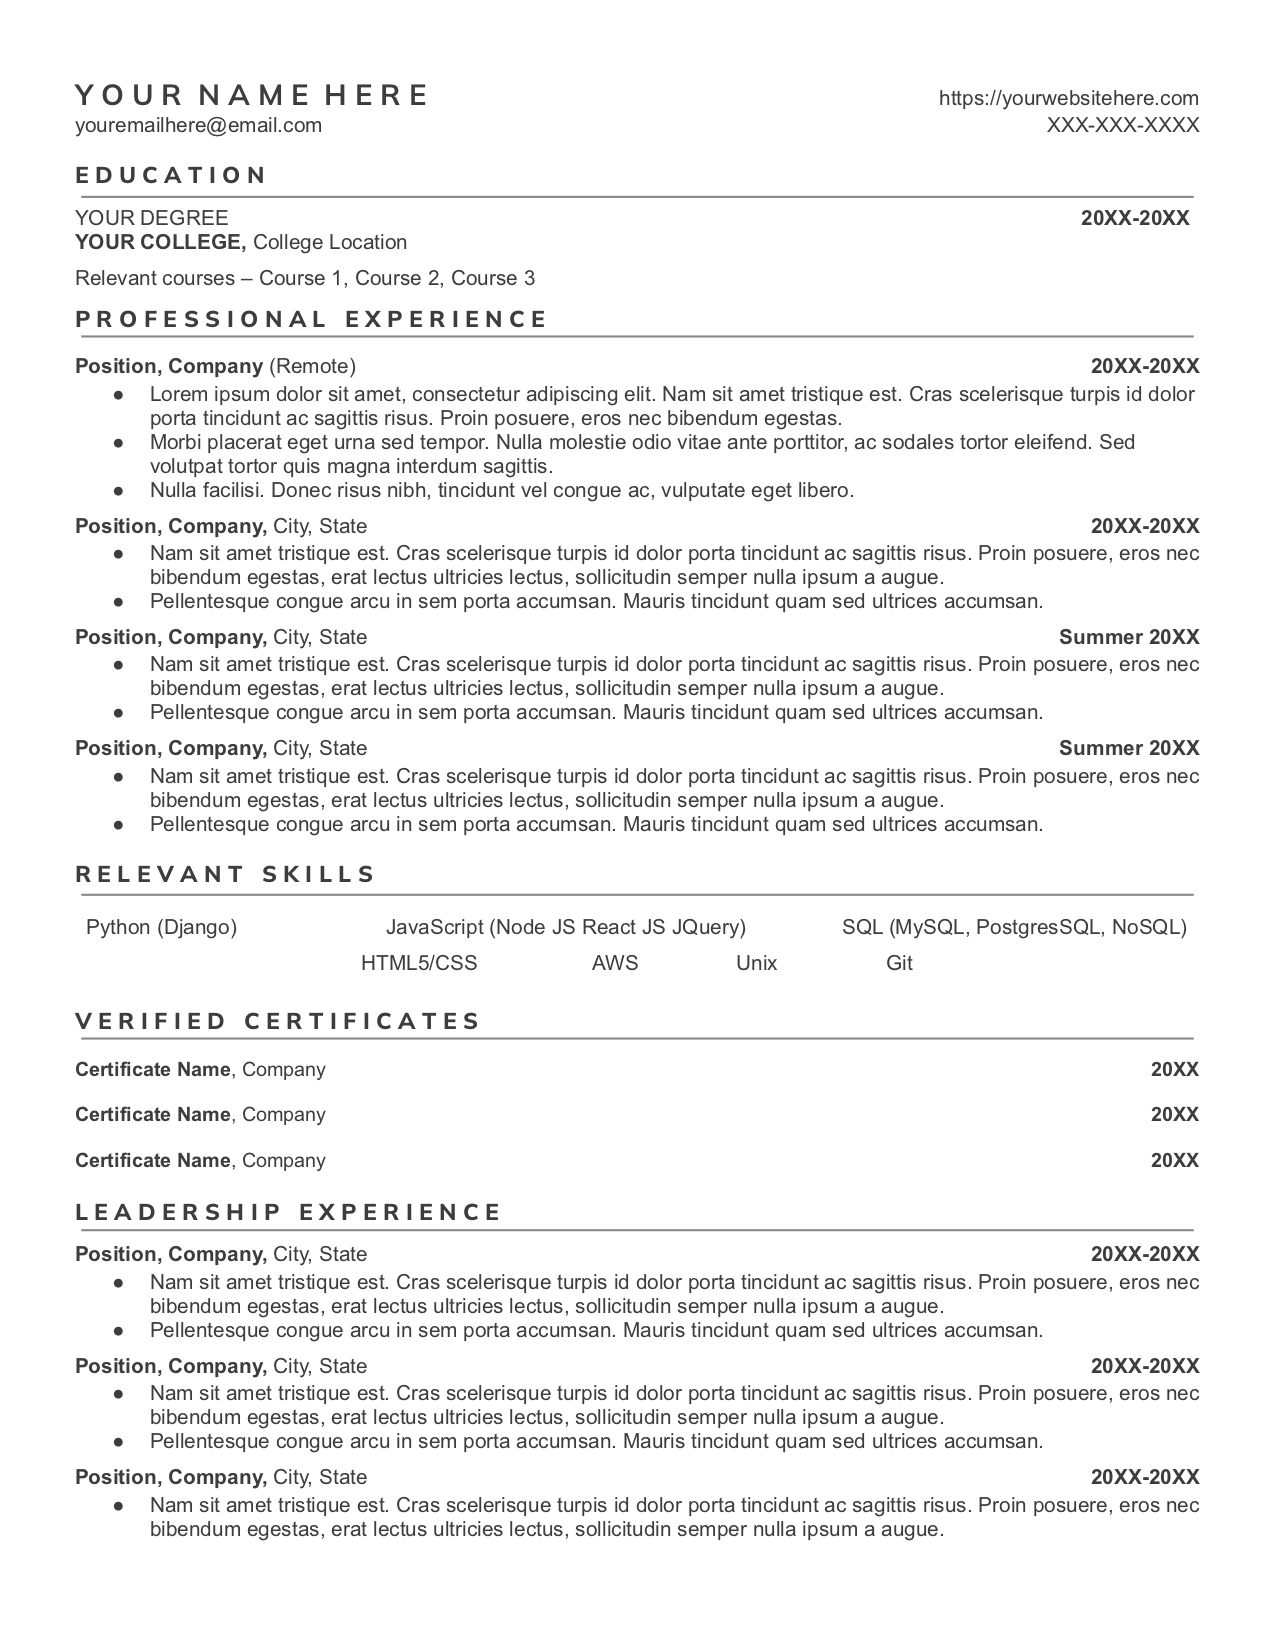 YOUR NAME HERE https://yourwebsitehere.com
youremailhere@email.com XXX-XXX-XXXX
EDUCATION
YOUR DEGREE 20XX-20XX
YOUR COLLEGE, College Location
Relevant courses – Course 1, Course 2, Course 3
PROFESSIONAL EXPERIENCE
Position, Company (Remote) 20XX-20XX
● Lorem ipsum dolor sit amet, consectetur adipiscing elit. Nam sit amet tristique est. Cras scelerisque turpis id dolor
porta tincidunt ac sagittis risus. Proin posuere, eros nec bibendum egestas.
● Morbi placerat eget urna sed tempor. Nulla molestie odio vitae ante porttitor, ac sodales tortor eleifend. Sed
volutpat tortor quis magna interdum sagittis.
● Nulla facilisi. Donec risus nibh, tincidunt vel congue ac, vulputate eget libero.
Position, Company, City, State 20XX-20XX
● Nam sit amet tristique est. Cras scelerisque turpis id dolor porta tincidunt ac sagittis risus. Proin posuere, eros nec
bibendum egestas, erat lectus ultricies lectus, sollicitudin semper nulla ipsum a augue.
● Pellentesque congue arcu in sem porta accumsan. Mauris tincidunt quam sed ultrices accumsan.
Position, Company, City, State Summer 20XX
● Nam sit amet tristique est. Cras scelerisque turpis id dolor porta tincidunt ac sagittis risus. Proin posuere, eros nec
bibendum egestas, erat lectus ultricies lectus, sollicitudin semper nulla ipsum a augue.
● Pellentesque congue arcu in sem porta accumsan. Mauris tincidunt quam sed ultrices accumsan.
Position, Company, City, State Summer 20XX
● Nam sit amet tristique est. Cras scelerisque turpis id dolor porta tincidunt ac sagittis risus. Proin posuere, eros nec
bibendum egestas, erat lectus ultricies lectus, sollicitudin semper nulla ipsum a augue.
● Pellentesque congue arcu in sem porta accumsan. Mauris tincidunt quam sed ultrices accumsan.
RELEVANT SKILLS
Python (Django) JavaScript (Node JS React JS JQuery) SQL (MySQL, PostgresSQL, NoSQL)
HTML5/CSS AWS Unix Git
VERIFIED CERTIFICATES
Certificate Name, Company 20XX
Certificate Name, Company 20XX
Certificate Name, Company 20XX
LEADERSHIP EXPERIENCE
Position, Company, City, State 20XX-20XX
● Nam sit amet tristique est. Cras scelerisque turpis id dolor porta tincidunt ac sagittis risus. Proin posuere, eros nec
bibendum egestas, erat lectus ultricies lectus, sollicitudin semper nulla ipsum a augue.
● Pellentesque congue arcu in sem porta accumsan. Mauris tincidunt quam sed ultrices accumsan.
Position, Company, City, State 20XX-20XX
● Nam sit amet tristique est. Cras scelerisque turpis id dolor porta tincidunt ac sagittis risus. Proin posuere, eros nec
bibendum egestas, erat lectus ultricies lectus, sollicitudin semper nulla ipsum a augue.
● Pellentesque congue arcu in sem porta accumsan. Mauris tincidunt quam sed ultrices accumsan.
Position, Company, City, State 20XX-20XX
● Nam sit amet tristique est. Cras scelerisque turpis id dolor porta tincidunt ac sagittis risus. Proin posuere, eros nec
bibendum egestas, erat lectus ultricies lectus, sollicitudin semper nulla ipsum a augue.